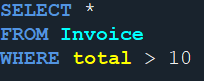 SELECT *
FROM Invoice
WHERE total > 10